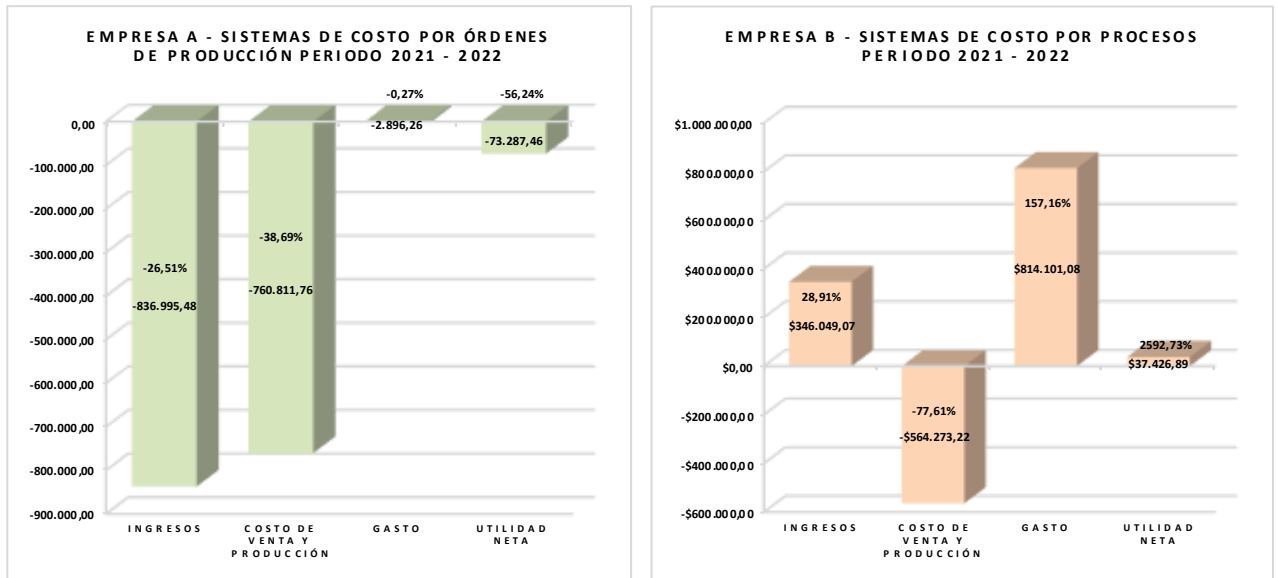 EMPRESA A - SISTEMAS DE COSTO POR ÓRDENES
DE PRODUCCIÓN PERIODO 2021 - 2022
-0,27%
-56,24%
0,00
-2.896,26
-73.287,46
-100.000,00
-200.000,00
-38,69%
-300.000,00
-26,51%
-760.811,76
-400.000,00
-836.995,48
-500.000,00
-600.000,00
-700.000,00
-800.000,00
-900.000,00
INGRESOS
COSTO DE
VENTA Y
PRODUCCIÓN
GASTO
UTILIDAD
NETA
EMPRESA B - SISTEMAS DE COSTO POR PROCESOS
PERIODO 2021 - 2022
$1.000.000,00
$800.000,00
157,16%
$600.000,00
$814.101,08
$400.000,00
28,91%
$346.049,07
$200.000,00
2592,73%
$37.426,89
$0,00
-77,61%
-$200.000,00
-$564.273,22
-$400.000,00
-$600.000,00
INGRESOS
COSTO DE
VENTA Y
PRODUCCIÓN
GASTO
UTILIDAD
NETA